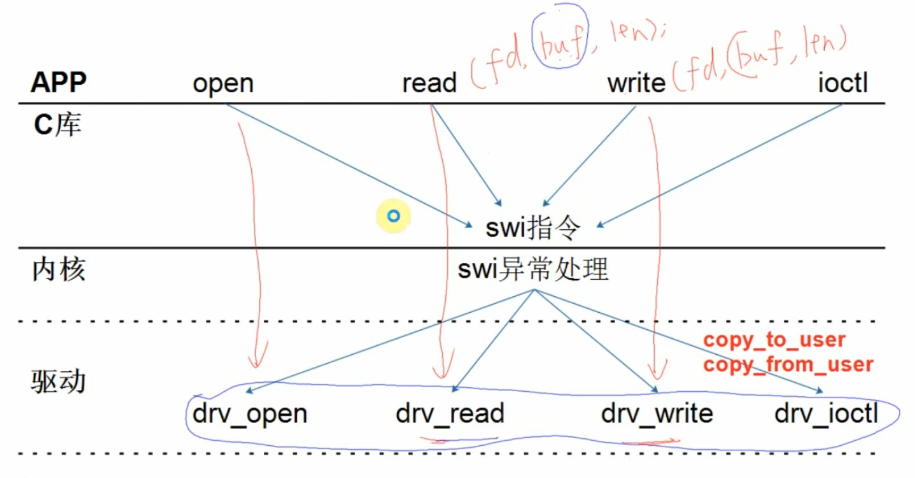 (fd, buf, len);
(fd, (buf, len)
APP open read write ioctl
C库
swi指令
内核 swi异常处理
copy_to_user
copy_from_user
驱动
drv_open drv_read drv_write drv_ioctl